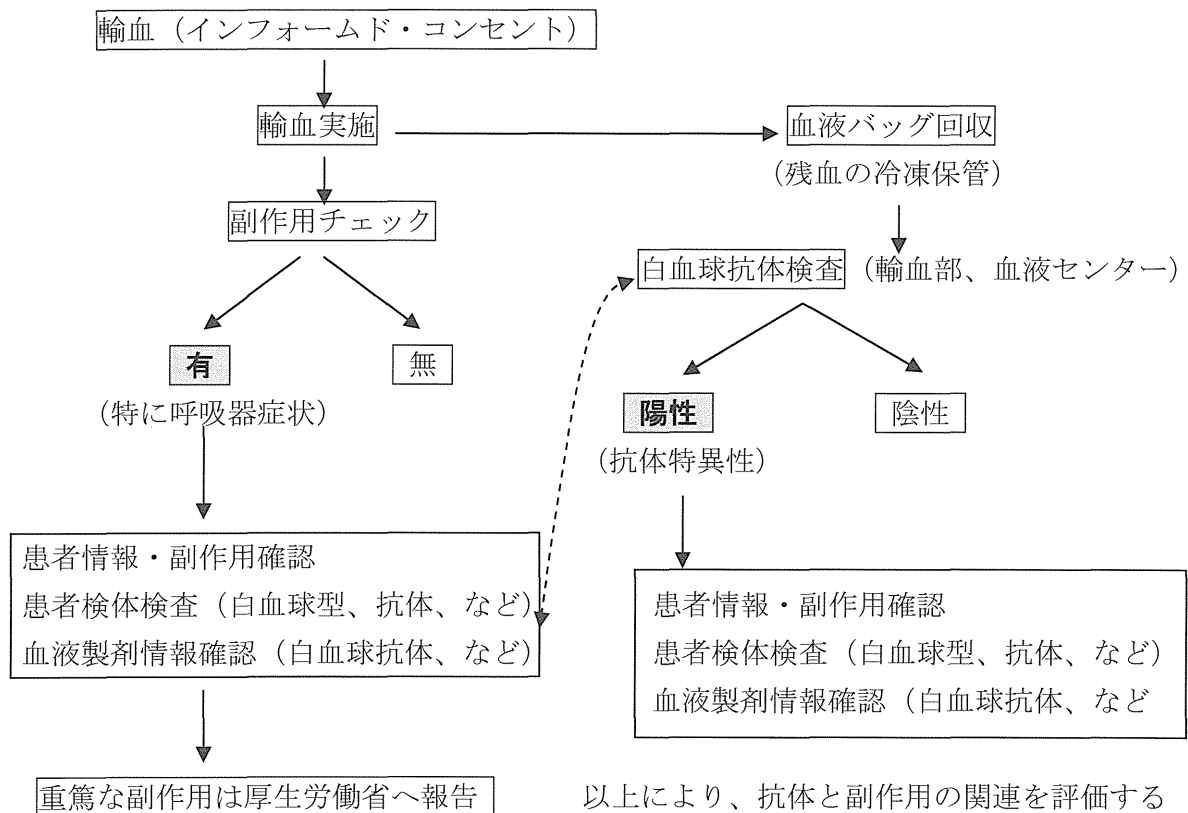 輸血（インフォームド・コンセント）
輸血実施
血液バッグ回収
（残血の冷凍保管）
副作用チェック
白血球抗体検査（輸血部、血液センター）
有
無
（特に呼吸器症状）
陽性
陰性
（抗体特異性）
患者情報・副作用確認
患者検体検査（白血球型、抗体、など）
血液製剤情報確認（白血球抗体、など）
患者情報・副作用確認
患者検体検査（白血球型、抗体、など）
血液製剤情報確認（白血球抗体、など
重篤な副作用は厚生労働省へ報告
以上により、抗体と副作用の関連を評価する